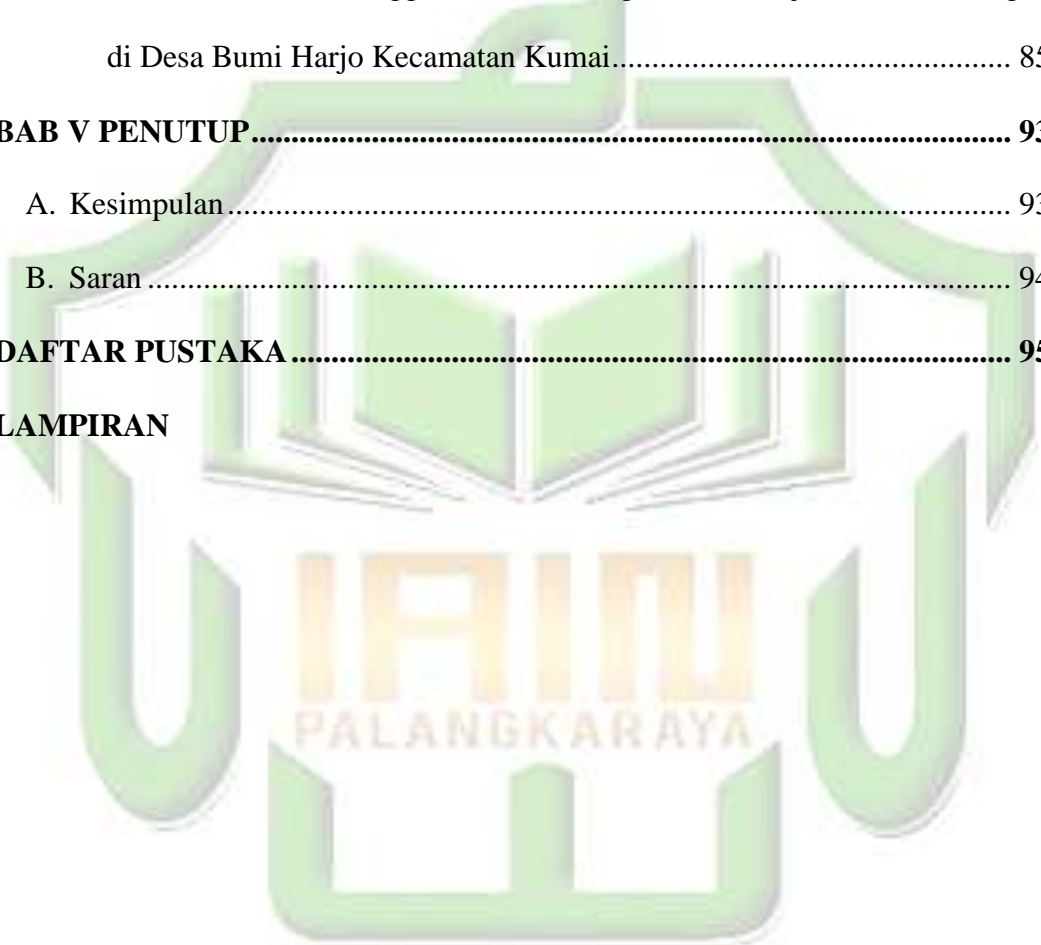 di Desa Bumi Harjo Kecamatan Kumai.................................................... 85
BAB V PENUTUP.............................................................................................. 93
A. Kesimpulan.................................................................................................. 93
B. Saran............................................................................................................ 94
DAFTAR PUSTAKA......................................................................................... 95
LAMPIRAN
IAIN
PALANGKARAYA